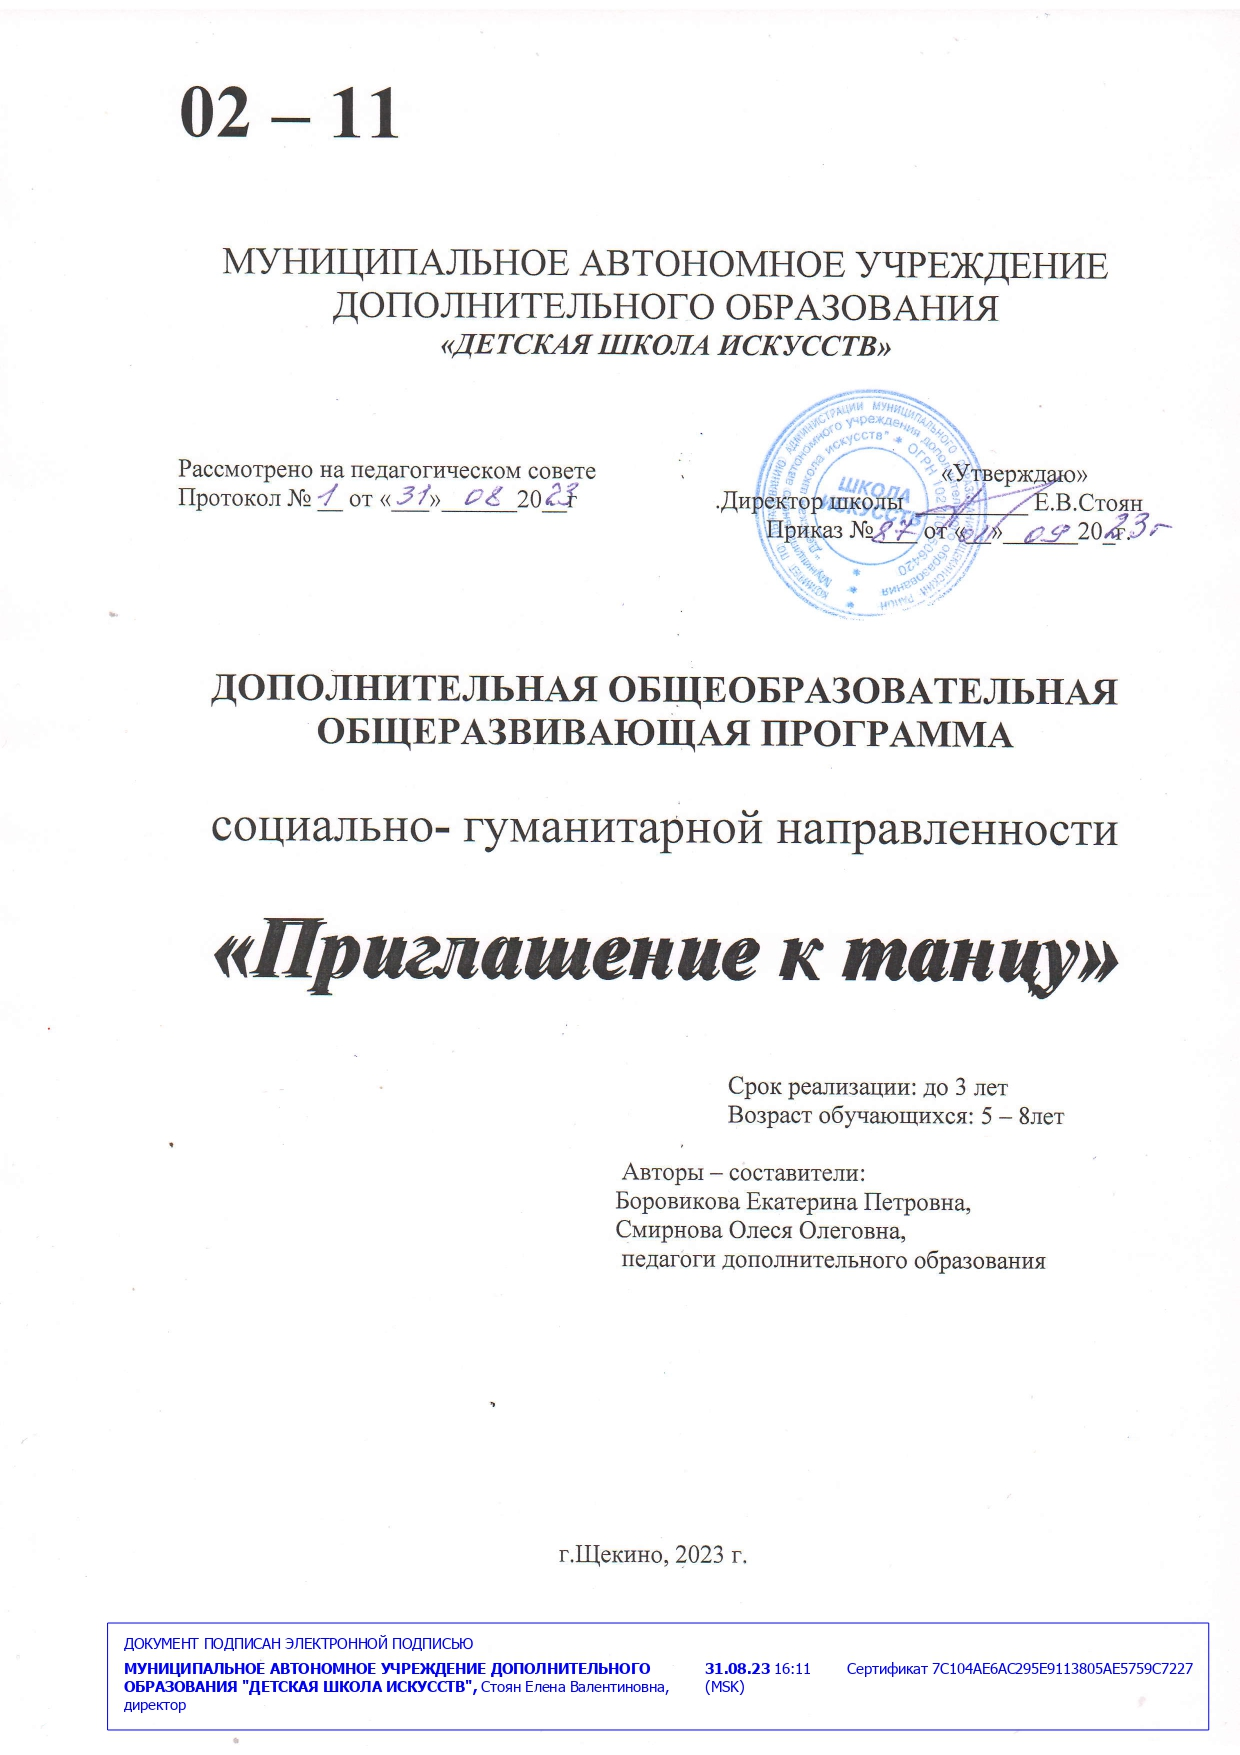 02 – 11
МУНИЦИПАЛЬНОЕ АВТОНОМНОЕ УЧРЕЖДЕНИЕ
ДОПОЛНИТЕЛЬНОГО ОБРАЗОВАНИЯ
«ДЕТСКАЯ ШКОЛА ИСКУССТВ»
Рассмотрено на педагогическом совете
Протокол № 1 от «31» 08 2023 г
«Утверждаю»
.Директор школы ________ Е.В.Стоян
Приказ № 87 от «01» 09 2023 г.
ШКОЛА
ИСКУССТВ
ДОПОЛНИТЕЛЬНАЯ ОБЩЕОБРАЗОВАТЕЛЬНАЯ
ОБЩЕРАЗВИВАЮЩАЯ ПРОГРАММА
социально- гуманитарной направленности
«Приглашение к танцу»
Срок реализации: до 3 лет
Возраст обучающихся: 5 – 8лет
Авторы – составители:
Боровикова Екатерина Петровна,
Смирнова Олеся Олеговна,
педагоги дополнительного образования
г.Щекино, 2023 г.
ДОКУМЕНТ ПОДПИСАН ЭЛЕКТРОННОЙ ПОДПИСЬЮ
МУНИЦИПАЛЬНОЕ АВТОНОМНОЕ УЧРЕЖДЕНИЕ ДОПОЛНИТЕЛЬНОГО
ОБРАЗОВАНИЯ "ДЕТСКАЯ ШКОЛА ИСКУССТВ", Стоян Елена Валентиновна,
директор
31.08.23 16:11
(MSK)
Сертификат 7C104AE6AC295E9113805AE5759C7227